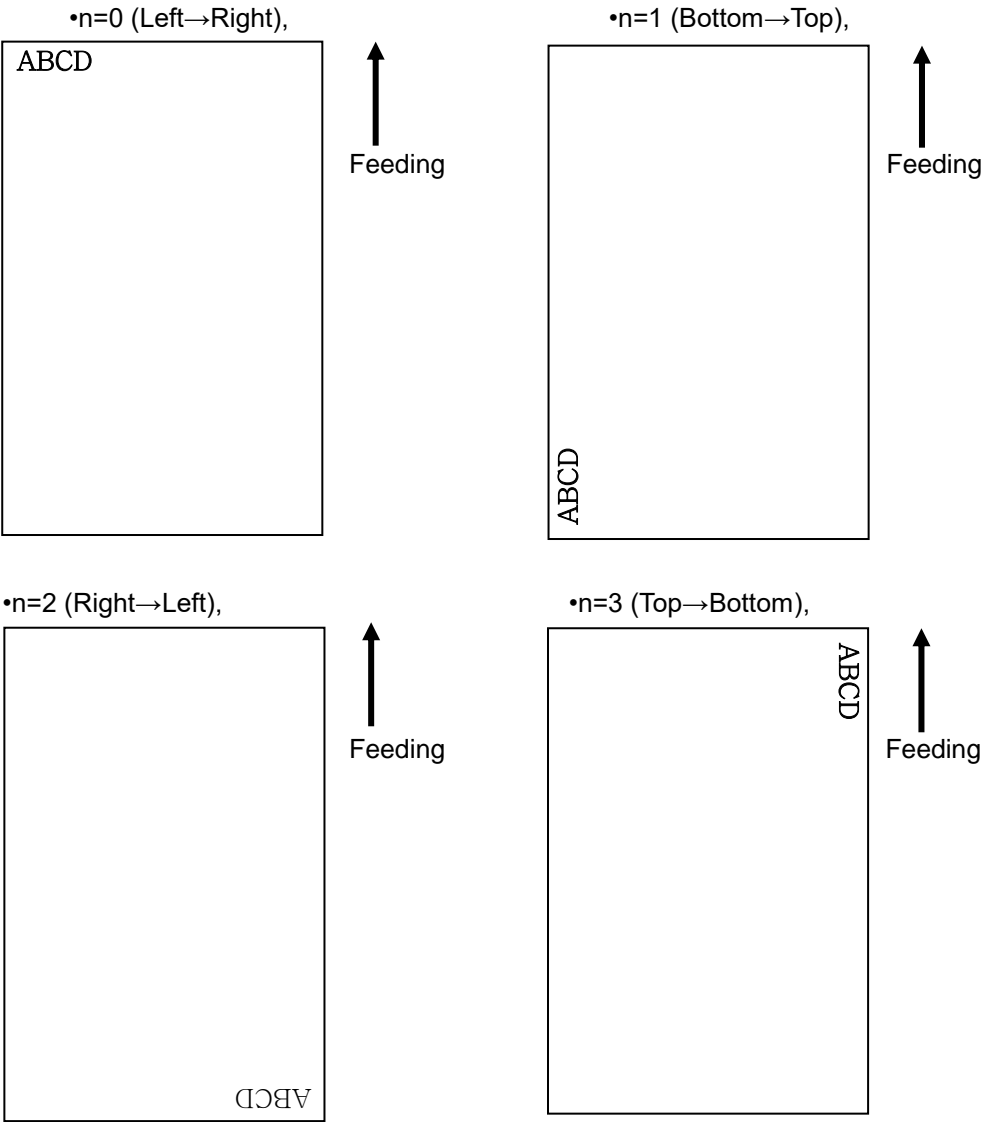 •n=0 (Left→Right),
ABCD
Feeding
•n=1 (Bottom→Top),
Feeding
ABCD
•n=2 (Right→Left),
Feeding
ABCD
•n=3 (Top→Bottom),
ABCD
Feeding